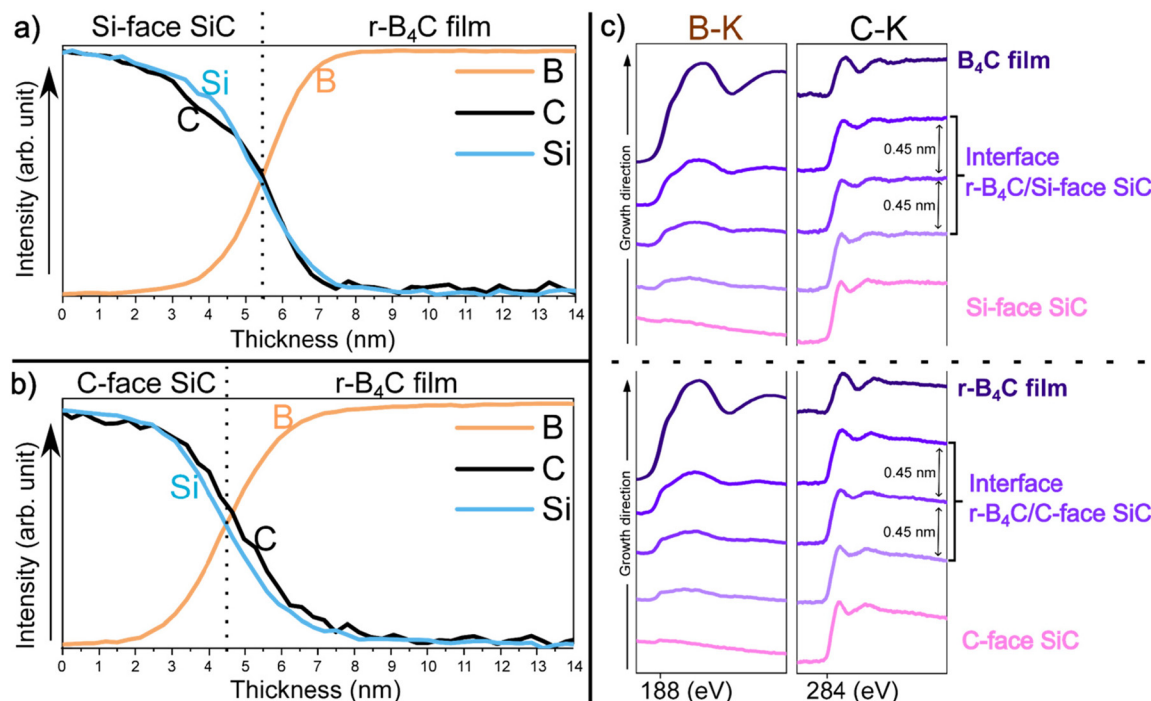 a)
Si-face SiC
r-B₄C film
Si
C
B
B
C
Si
Intensity (arb. unit)
0 1 2 3 4 5 6 7 8 9 10 11 12 13 14
Thickness (nm)
b)
C-face SiC
r-B₄C film
Si
B
C
B
C
Si
Intensity (arb. unit)
0 1 2 3 4 5 6 7 8 9 10 11 12 13 14
Thickness (nm)
c)
B-K
C-K
Growth direction
B₄C film
0.45 nm
0.45 nm
Interface
r-B₄C/Si-face SiC
Si-face SiC
Growth direction
r-B₄C film
0.45 nm
0.45 nm
Interface
r-B₄C/C-face SiC
C-face SiC
188 (eV)
284 (eV)